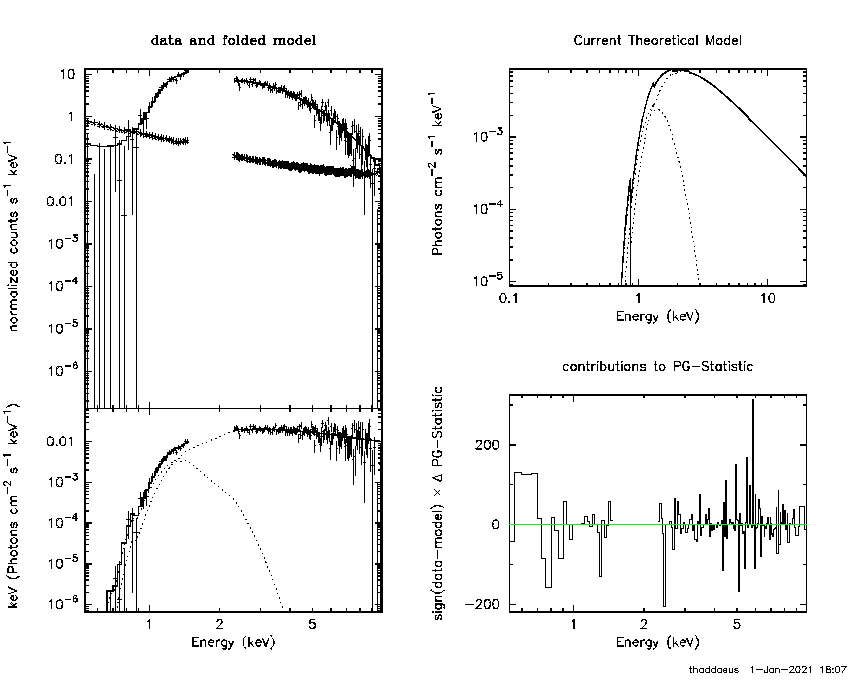 data and folded model
normalized counts s−1 keV−1
10
1
0.1
0.01
10−3
10−4
10−5
10−6
keV (Photons cm−2 s−1 keV−1)
0.01
10−3
10−4
10−5
10−6
1 2 5
Energy (keV)
Current Theoretical Model
Photons cm−2 s−1 keV−1
10−3
10−4
10−5
0.1 1 10
Energy (keV)
contributions to PG−Statistic
sign(data−model) × Δ PG−Statistic
200
0
−200
1 2 5
Energy (keV)
thaddaeus 1−Jan−2021 18:07